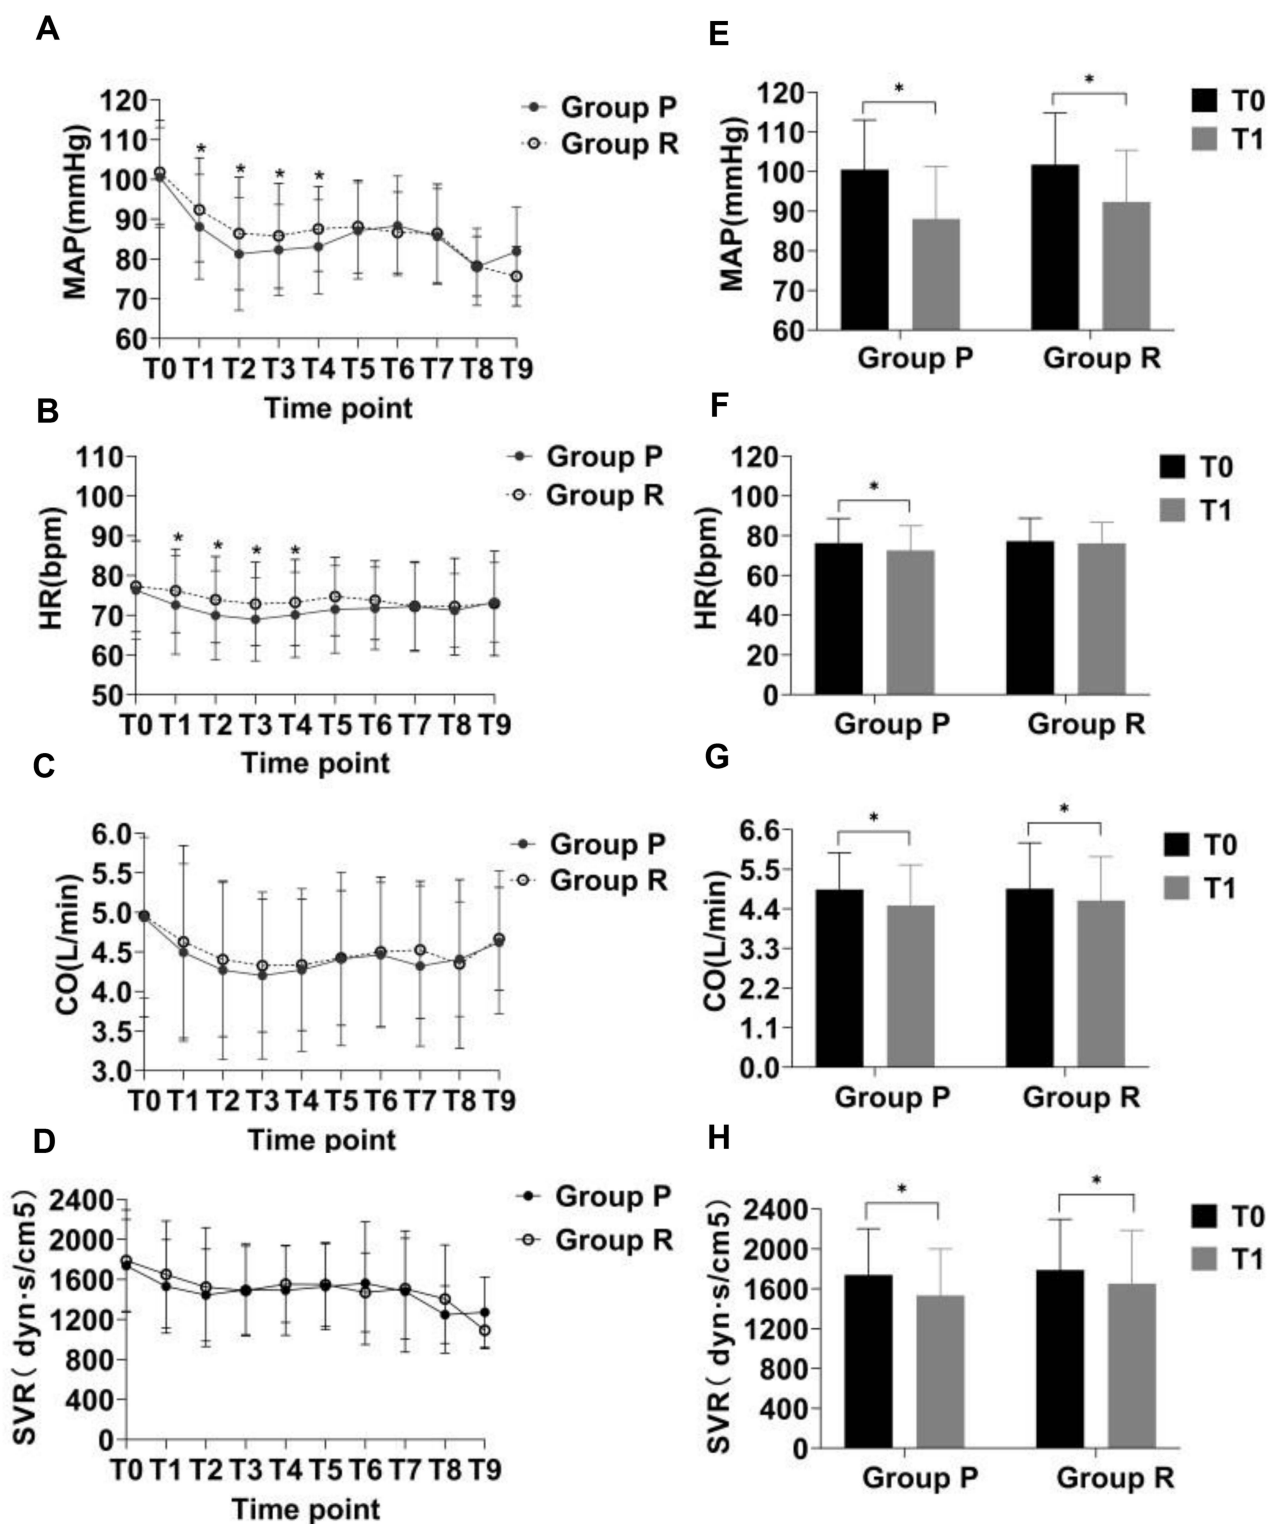 A
120
110
100
90
80
70
60
MAP(mmHg)
* * * *
Group P
Group R
T0 T1 T2 T3 T4 T5 T6 T7 T8 T9
Time point
E
120
110
100
90
80
70
60
MAP(mmHg)
* *
T0
T1
Group P Group R
B
110
100
90
80
70
60
50
HR(bpm)
* * * *
Group P
Group R
T0 T1 T2 T3 T4 T5 T6 T7 T8 T9
Time point
F
120
100
80
60
40
20
0
HR(bpm)
*
T0
T1
Group P Group R
C
6.0
5.5
5.0
4.5
4.0
3.5
3.0
CO(L/min)
Group P
Group R
T0 T1 T2 T3 T4 T5 T6 T7 T8 T9
Time point
G
6.6
5.5
4.4
3.3
2.2
1.1
0.0
CO(L/min)
* *
T0
T1
Group P Group R
D
2400
2000
1600
1200
800
400
0
SVR( dyn·s/cm5)
Group P
Group R
T0 T1 T2 T3 T4 T5 T6 T7 T8 T9
Time point
H
2400
2000
1600
1200
800
400
0
SVR( dyn·s/cm5)
* *
T0
T1
Group P Group R